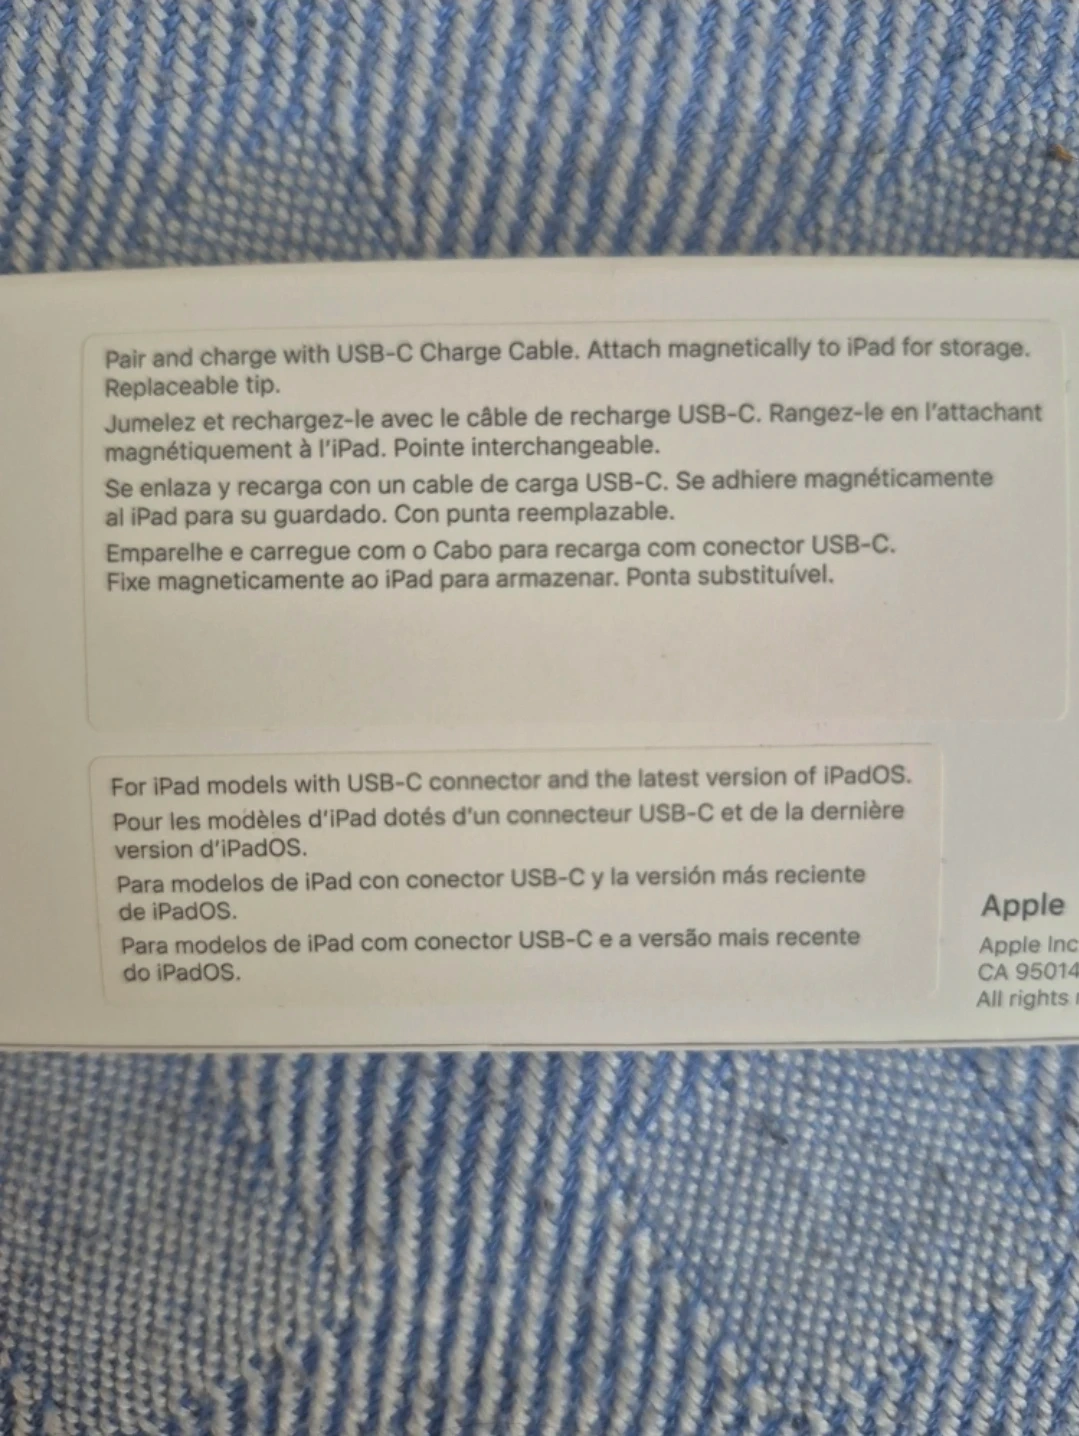 Pair and charge with USB-C Charge Cable. Attach magnetically to iPad for storage.
Replaceable tip.
Jumelez et rechargez-le avec le câble de recharge USB-C. Rangez-le en l'attachant
magnétiquement à l'iPad. Pointe interchangeable.
Se enlaza y recarga con un cable de carga USB-C. Se adhiere magnéticamente
al iPad para su guardado. Con punta reemplazable.
Emparelhe e carregue com o Cabo para recarga com conector USB-C.
Fixe magneticamente ao iPad para armazenar. Ponta substituível.
For iPad models with USB-C connector and the latest version of iPadOS.
Pour les modèles d'iPad dotés d'un connecteur USB-C et de la dernière
version d'iPadOS.
Para modelos de iPad con conector USB-C y la versión más reciente
de iPadOS.
Para modelos de iPad com conector USB-C e a versão mais recente
do iPadOS.
Apple
Apple Inc
CA 95014
All rights